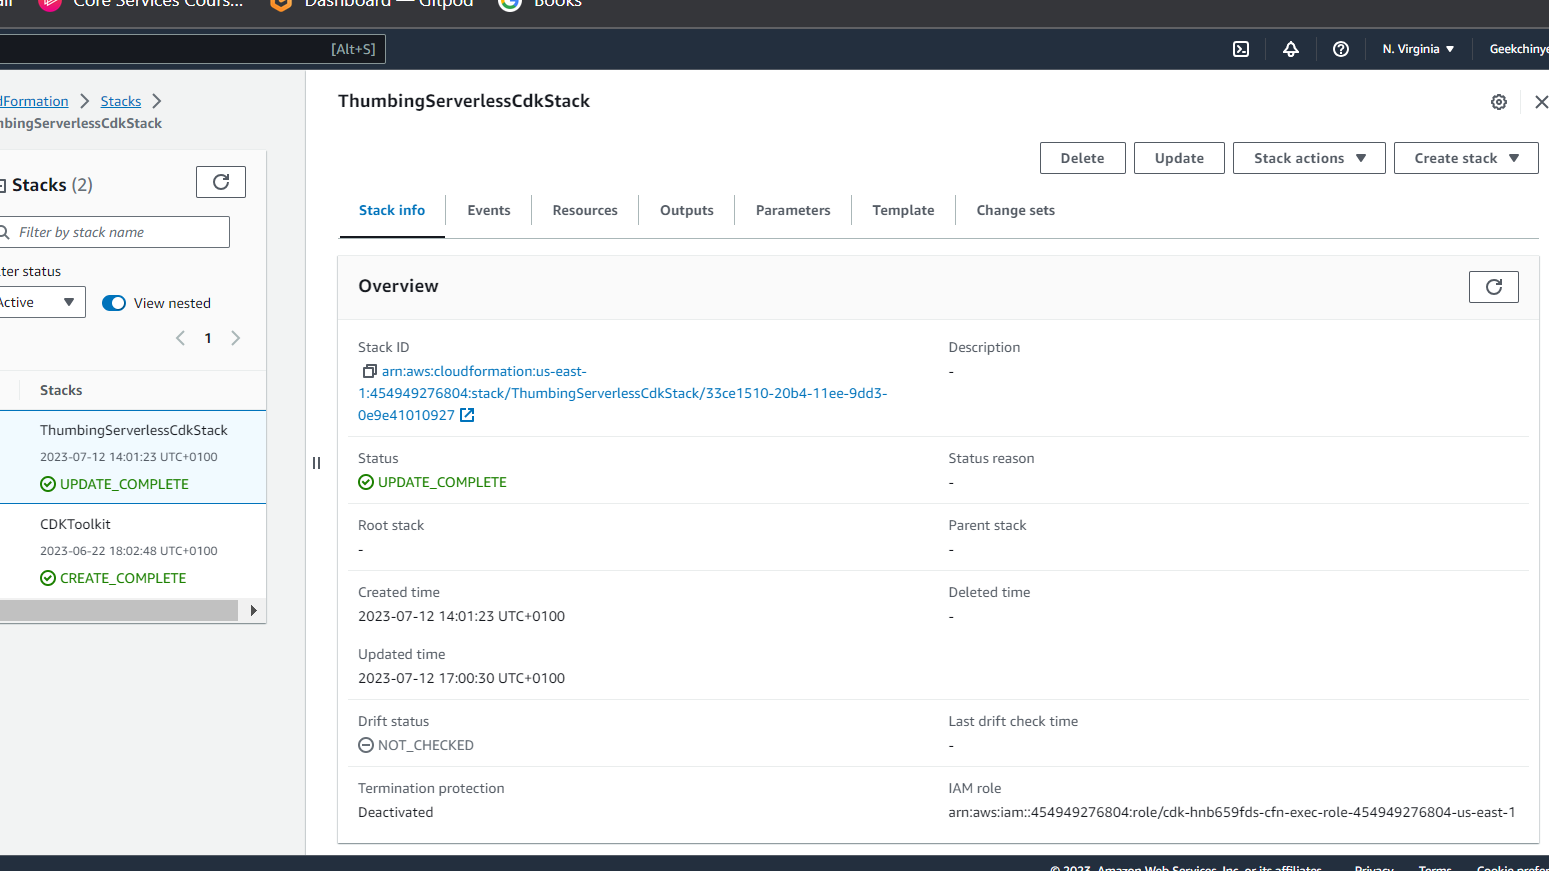 Core Services Cours...
Dashboard — Gitpod
Books
[Alt+S]
N. Virginia
Stacks
ThumbingServerlessCdkStack
Stacks (2)
Filter by stack name
status
View nested
1
Stacks
ThumbingServerlessCdkStack
2023-07-12 14:01:23 UTC+0100
UPDATE_COMPLETE
CDKToolkit
2023-06-22 18:02:48 UTC+0100
CREATE_COMPLETE
Delete
Update
Stack actions
Create stack
Stack info
Events
Resources
Outputs
Parameters
Template
Change sets
Overview
Stack ID
arn:aws:cloudformation:us-east-
1:454949276804:stack/ThumbingServerlessCdkStack/33ce1510-20b4-11ee-9dd3-
0e9e41010927
Description
-
Status
UPDATE_COMPLETE
Status reason
-
Root stack
-
Parent stack
-
Created time
2023-07-12 14:01:23 UTC+0100
Deleted time
-
Updated time
2023-07-12 17:00:30 UTC+0100
Drift status
NOT_CHECKED
Last drift check time
-
Termination protection
Deactivated
IAM role
arn:aws:iam::454949276804:role/cdk-hnb659fds-cfn-exec-role-454949276804-us-east-1
© 2023, Amazon Web Services, Inc. or its affiliates.
Privacy
Terms
Cookie